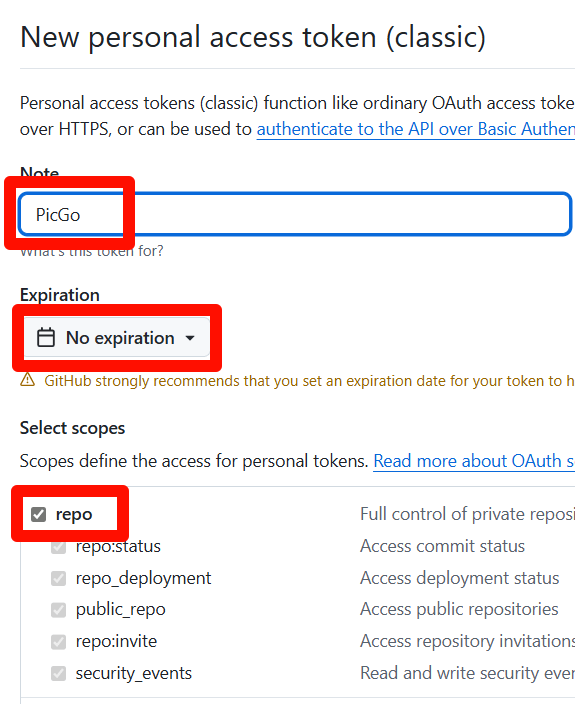 New personal access token (classic)
Personal access tokens (classic) function like ordinary OAuth access toke
over HTTPS, or can be used to authenticate to the API over Basic Authen
Note
PicGo
What's this token for?
Expiration
No expiration
GitHub strongly recommends that you set an expiration date for your token to h
Select scopes
Scopes define the access for personal tokens. Read more about OAuth s
repo Full control of private reposi
repo:status Access commit status
repo_deployment Access deployment status
public_repo Access public repositories
repo:invite Access repository invitations
security_events Read and write security even